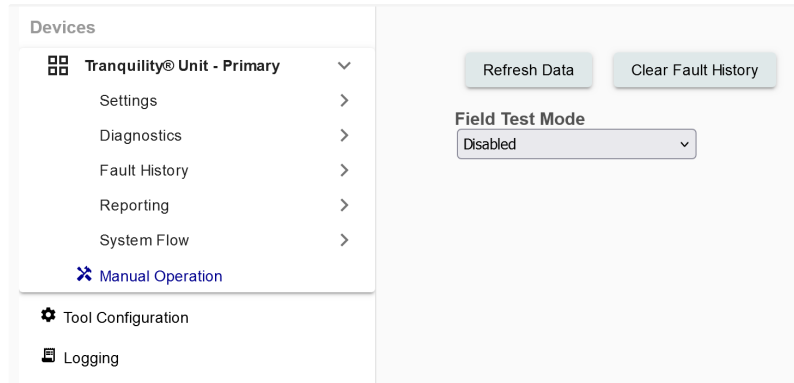 Devices
Tranquility® Unit - Primary
Settings
Diagnostics
Fault History
Reporting
System Flow
Manual Operation
Tool Configuration
Logging
Refresh Data
Clear Fault History
Field Test Mode
Disabled